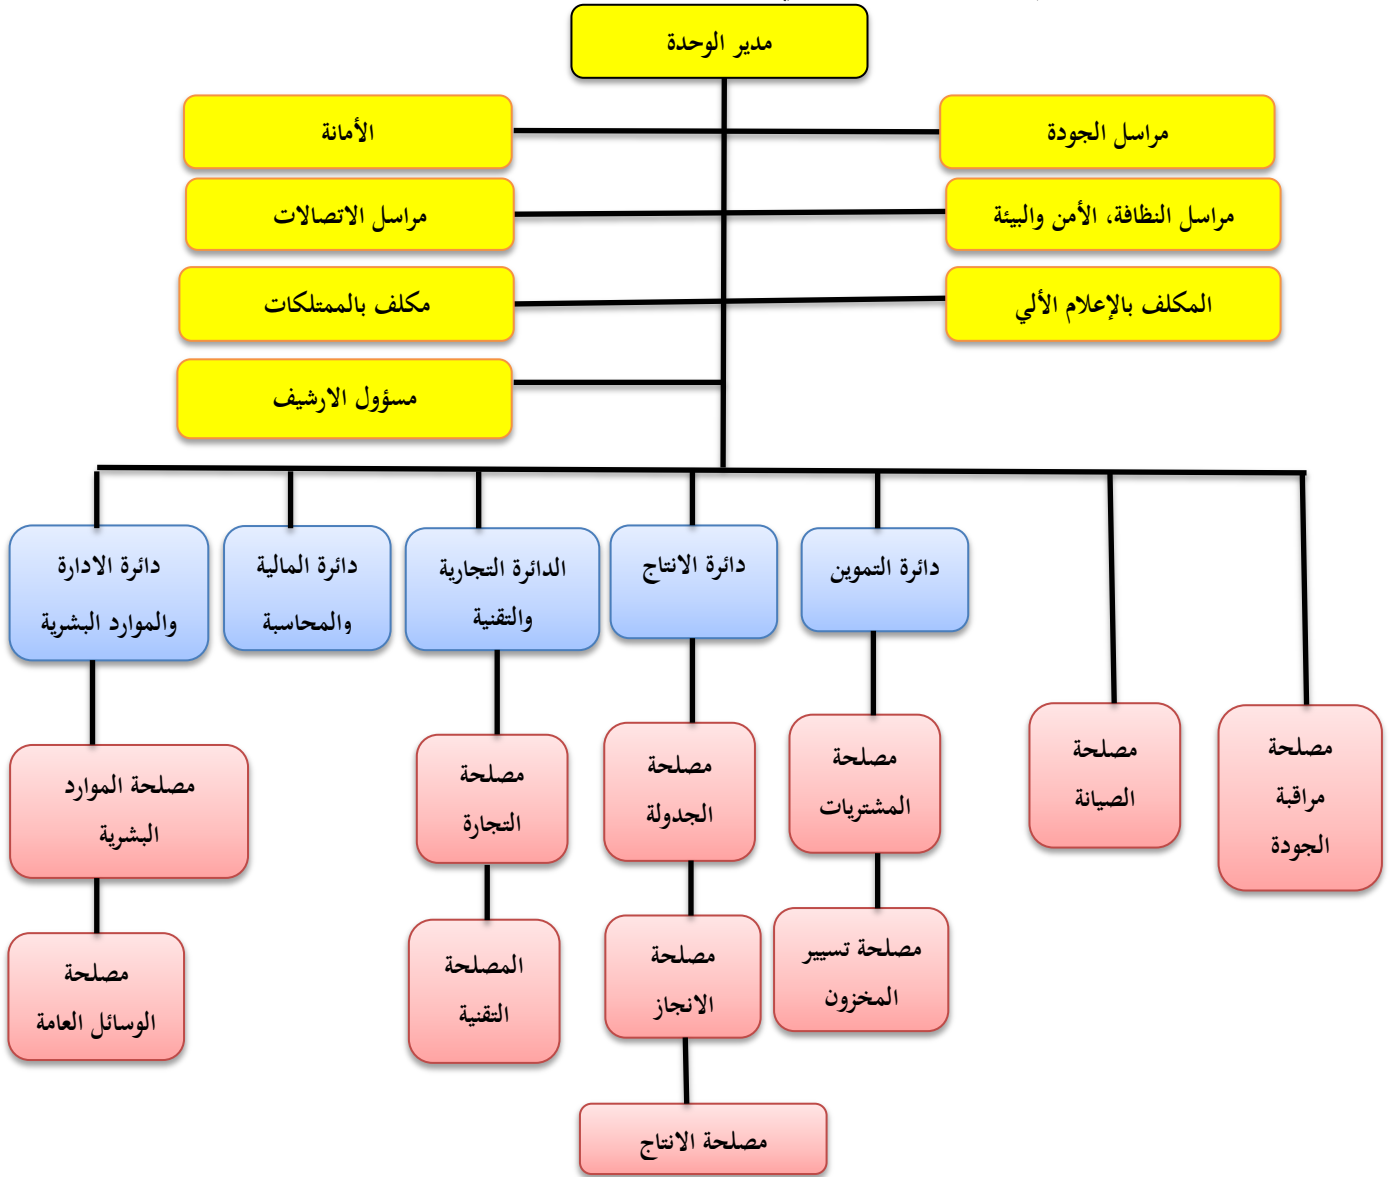 مدير الوحدة
مراسل الجودة
الأمانة
مراسل النظافة، الأمن والبيئة
مراسل الاتصالات
المكلف بالإعلام الألي
مكلف بالممتلكات
مسؤول الارشيف
دائرة التموين
دائرة الانتاج
الدائرة التجارية
والتقنية
دائرة المالية
والمحاسبة
دائرة الادارة
والموارد البشرية
مصلحة
مراقبة
الجودة
مصلحة
الصيانة
مصلحة
المشتريات
مصلحة
الجدولة
مصلحة
التجارة
مصلحة الموارد
البشرية
مصلحة تسيير
المخزون
مصلحة
الانجاز
المصلحة
التقنية
مصلحة
الوسائل العامة
مصلحة الانتاج